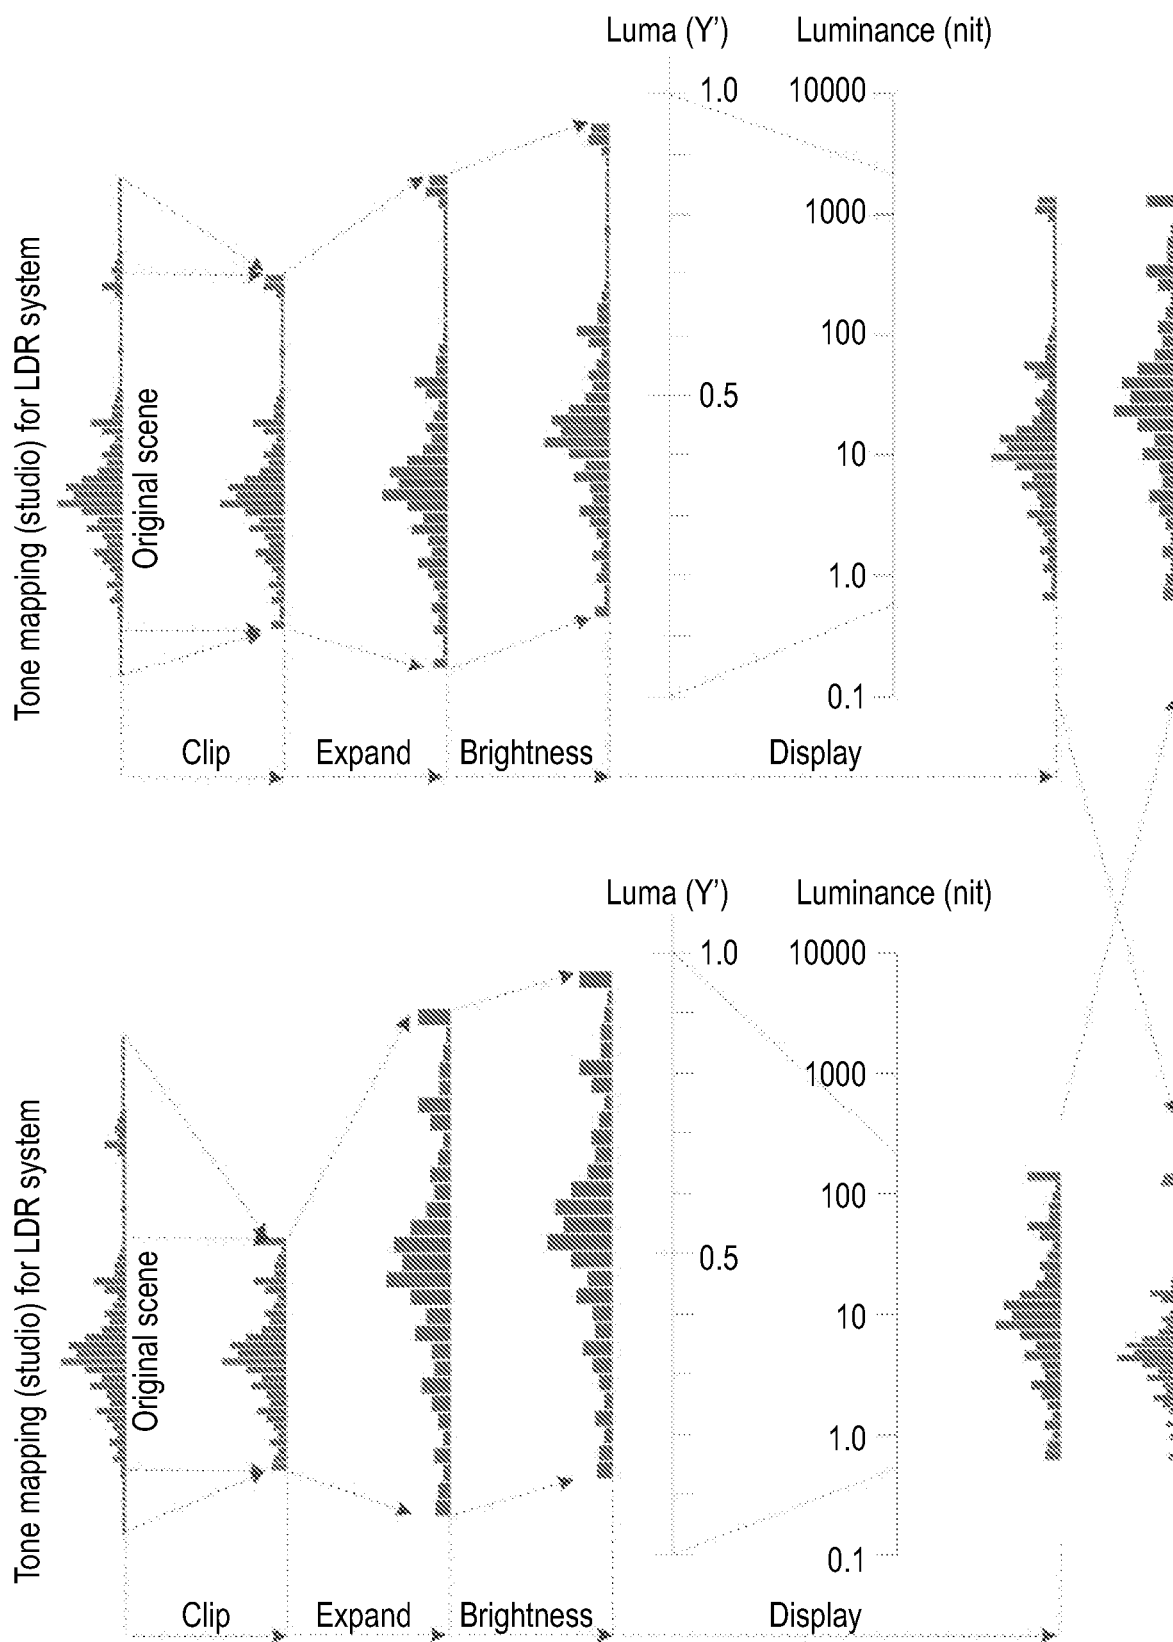 Luma (Y') Luminance (nit)
1.0 10000
1000
100
0.5
10
1.0
0.1
Tone mapping (studio) for LDR system
Original scene
Clip Expand Brightness Display
Luma (Y') Luminance (nit)
1.0 10000
1000
100
0.5
10
1.0
0.1
Tone mapping (studio) for LDR system
Original scene
Clip Expand Brightness Display